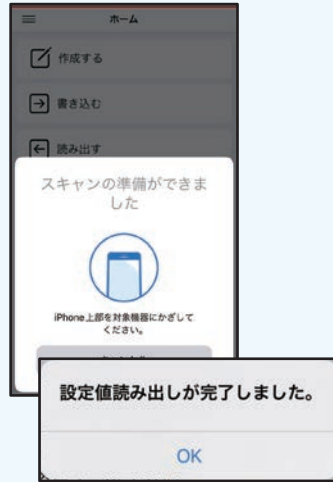 ホーム
作成する
書き込む
読み出す
スキャンの準備ができま
した
iPhone上部を対象機器にかざして
ください。
設定値読み出しが完了しました。
OK